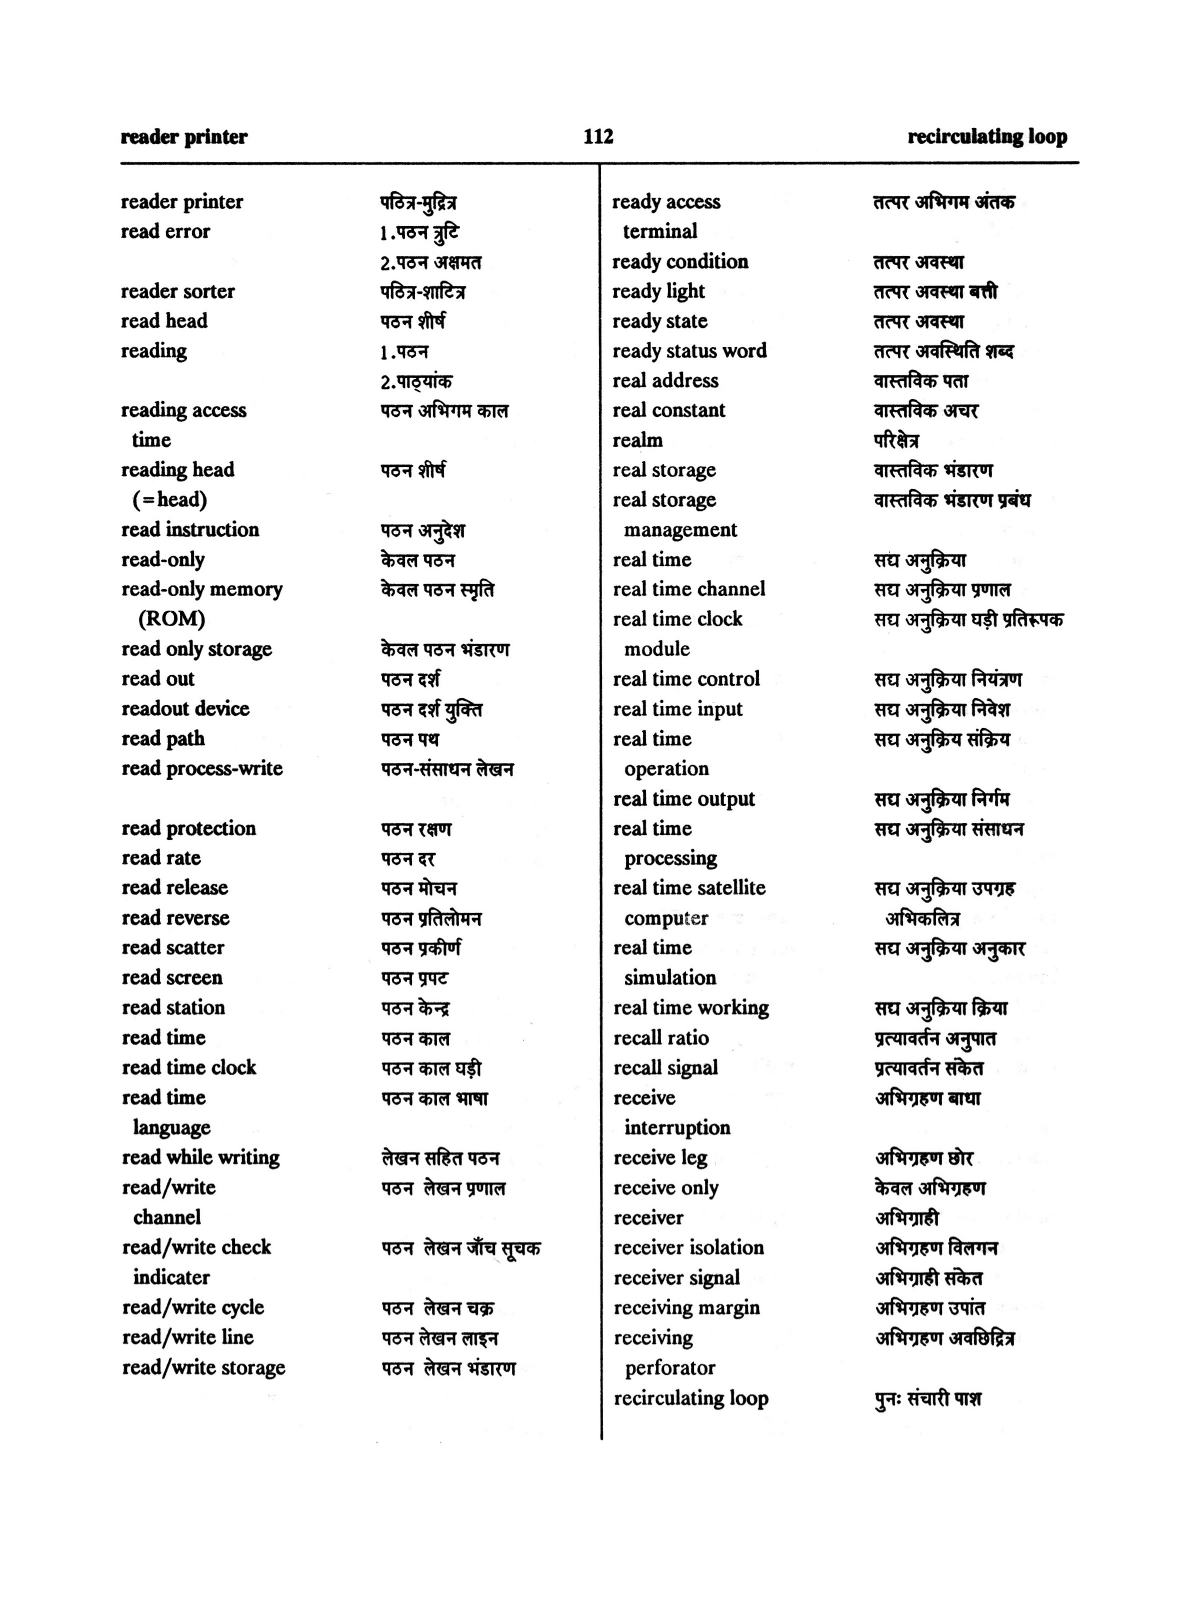 reader printer 112 recirculating loop
reader printer पठित्र-मुद्रित्र
read error 1.पठन त्रुटि
2.पठन अक्षमत
reader sorter पठित्र-शाटित्र
read head पठन शीर्ष
reading 1.पठन
2.पाठ्यांक
reading access पठन अभिगम काल
time
reading head पठन शीर्ष
(=head)
read instruction पठन अनुदेश
read-only केवल पठन
read-only memory केवल पठन स्मृति
(ROM)
read only storage केवल पठन भंडारण
read out पठन दर्श
readout device पठन दर्श युक्ति
read path पठन पथ
read process-write पठन-संसाधन लेखन
read protection पठन रक्षण
read rate पठन दर
read release पठन मोचन
read reverse पठन प्रतिलोमन
read scatter पठन प्रकीर्ण
read screen पठन प्रपट
read station पठन केन्द्र
read time पठन काल
read time clock पठन काल घड़ी
read time पठन काल भाषा
language
read while writing लेखन सहित पठन
read/write पठन लेखन प्रणाल
channel
read/write check पठन लेखन जाँच सूचक
indicater
read/write cycle पठन लेखन चक्र
read/write line पठन लेखन लाइन
read/write storage पठन लेखन भंडारण
ready access तत्पर अभिगम अंतक
terminal
ready condition तत्पर अवस्था
ready light तत्पर अवस्था बत्ती
ready state तत्पर अवस्था
ready status word तत्पर अवस्थिति शब्द
real address वास्तविक पता
real constant वास्तविक अचर
realm परिक्षेत्र
real storage वास्तविक भंडारण
real storage वास्तविक भंडारण प्रबंध
management
real time सद्य अनुक्रिया
real time channel सद्य अनुक्रिया प्रणाल
real time clock सद्य अनुक्रिया घड़ी प्रतिरूपक
module
real time control सद्य अनुक्रिया नियंत्रण
real time input सद्य अनुक्रिया निवेश
real time सद्य अनुक्रिय संक्रिय
operation
real time output सद्य अनुक्रिया निर्गम
real time सद्य अनुक्रिया संसाधन
processing
real time satellite सद्य अनुक्रिया उपग्रह
computer अभिकलित्र
real time सद्य अनुक्रिया अनुकार
simulation
real time working सद्य अनुक्रिया क्रिया
recall ratio प्रत्यावर्तन अनुपात
recall signal प्रत्यावर्तन संकेत
receive अभिग्रहण बाधा
interruption
receive leg अभिग्रहण छोर
receive only केवल अभिग्रहण
receiver अभिग्राही
receiver isolation अभिग्रहण विलगन
receiver signal अभिग्राही संकेत
receiving margin अभिग्रहण उपांत
receiving अभिग्रहण अवछिद्रित्र
perforator
recirculating loop पुनः संचारी पाश